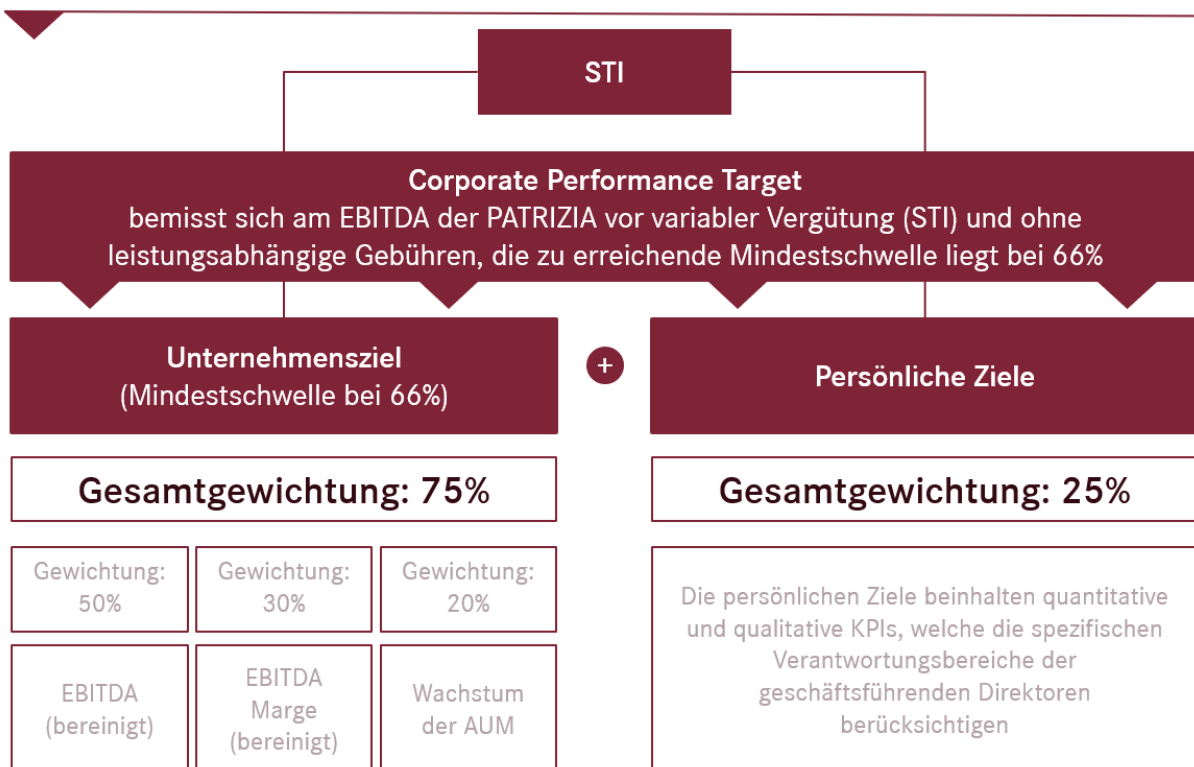 STI
Corporate Performance Target
bemisst sich am EBITDA der PATRIZIA vor variabler Vergütung (STI) und ohne
leistungsabhängige Gebühren, die zu erreichende Mindestschwelle liegt bei 66%
Unternehmensziel
(Mindestschwelle bei 66%)
+
Persönliche Ziele
Gesamtgewichtung: 75%
Gesamtgewichtung: 25%
Gewichtung:
50%
Gewichtung:
30%
Gewichtung:
20%
EBITDA
(bereinigt)
EBITDA
Marge
(bereinigt)
Wachstum
der AUM
Die persönlichen Ziele beinhalten quantitative
und qualitative KPIs, welche die spezifischen
Verantwortungsbereiche der
geschäftsführenden Direktoren
berücksichtigen